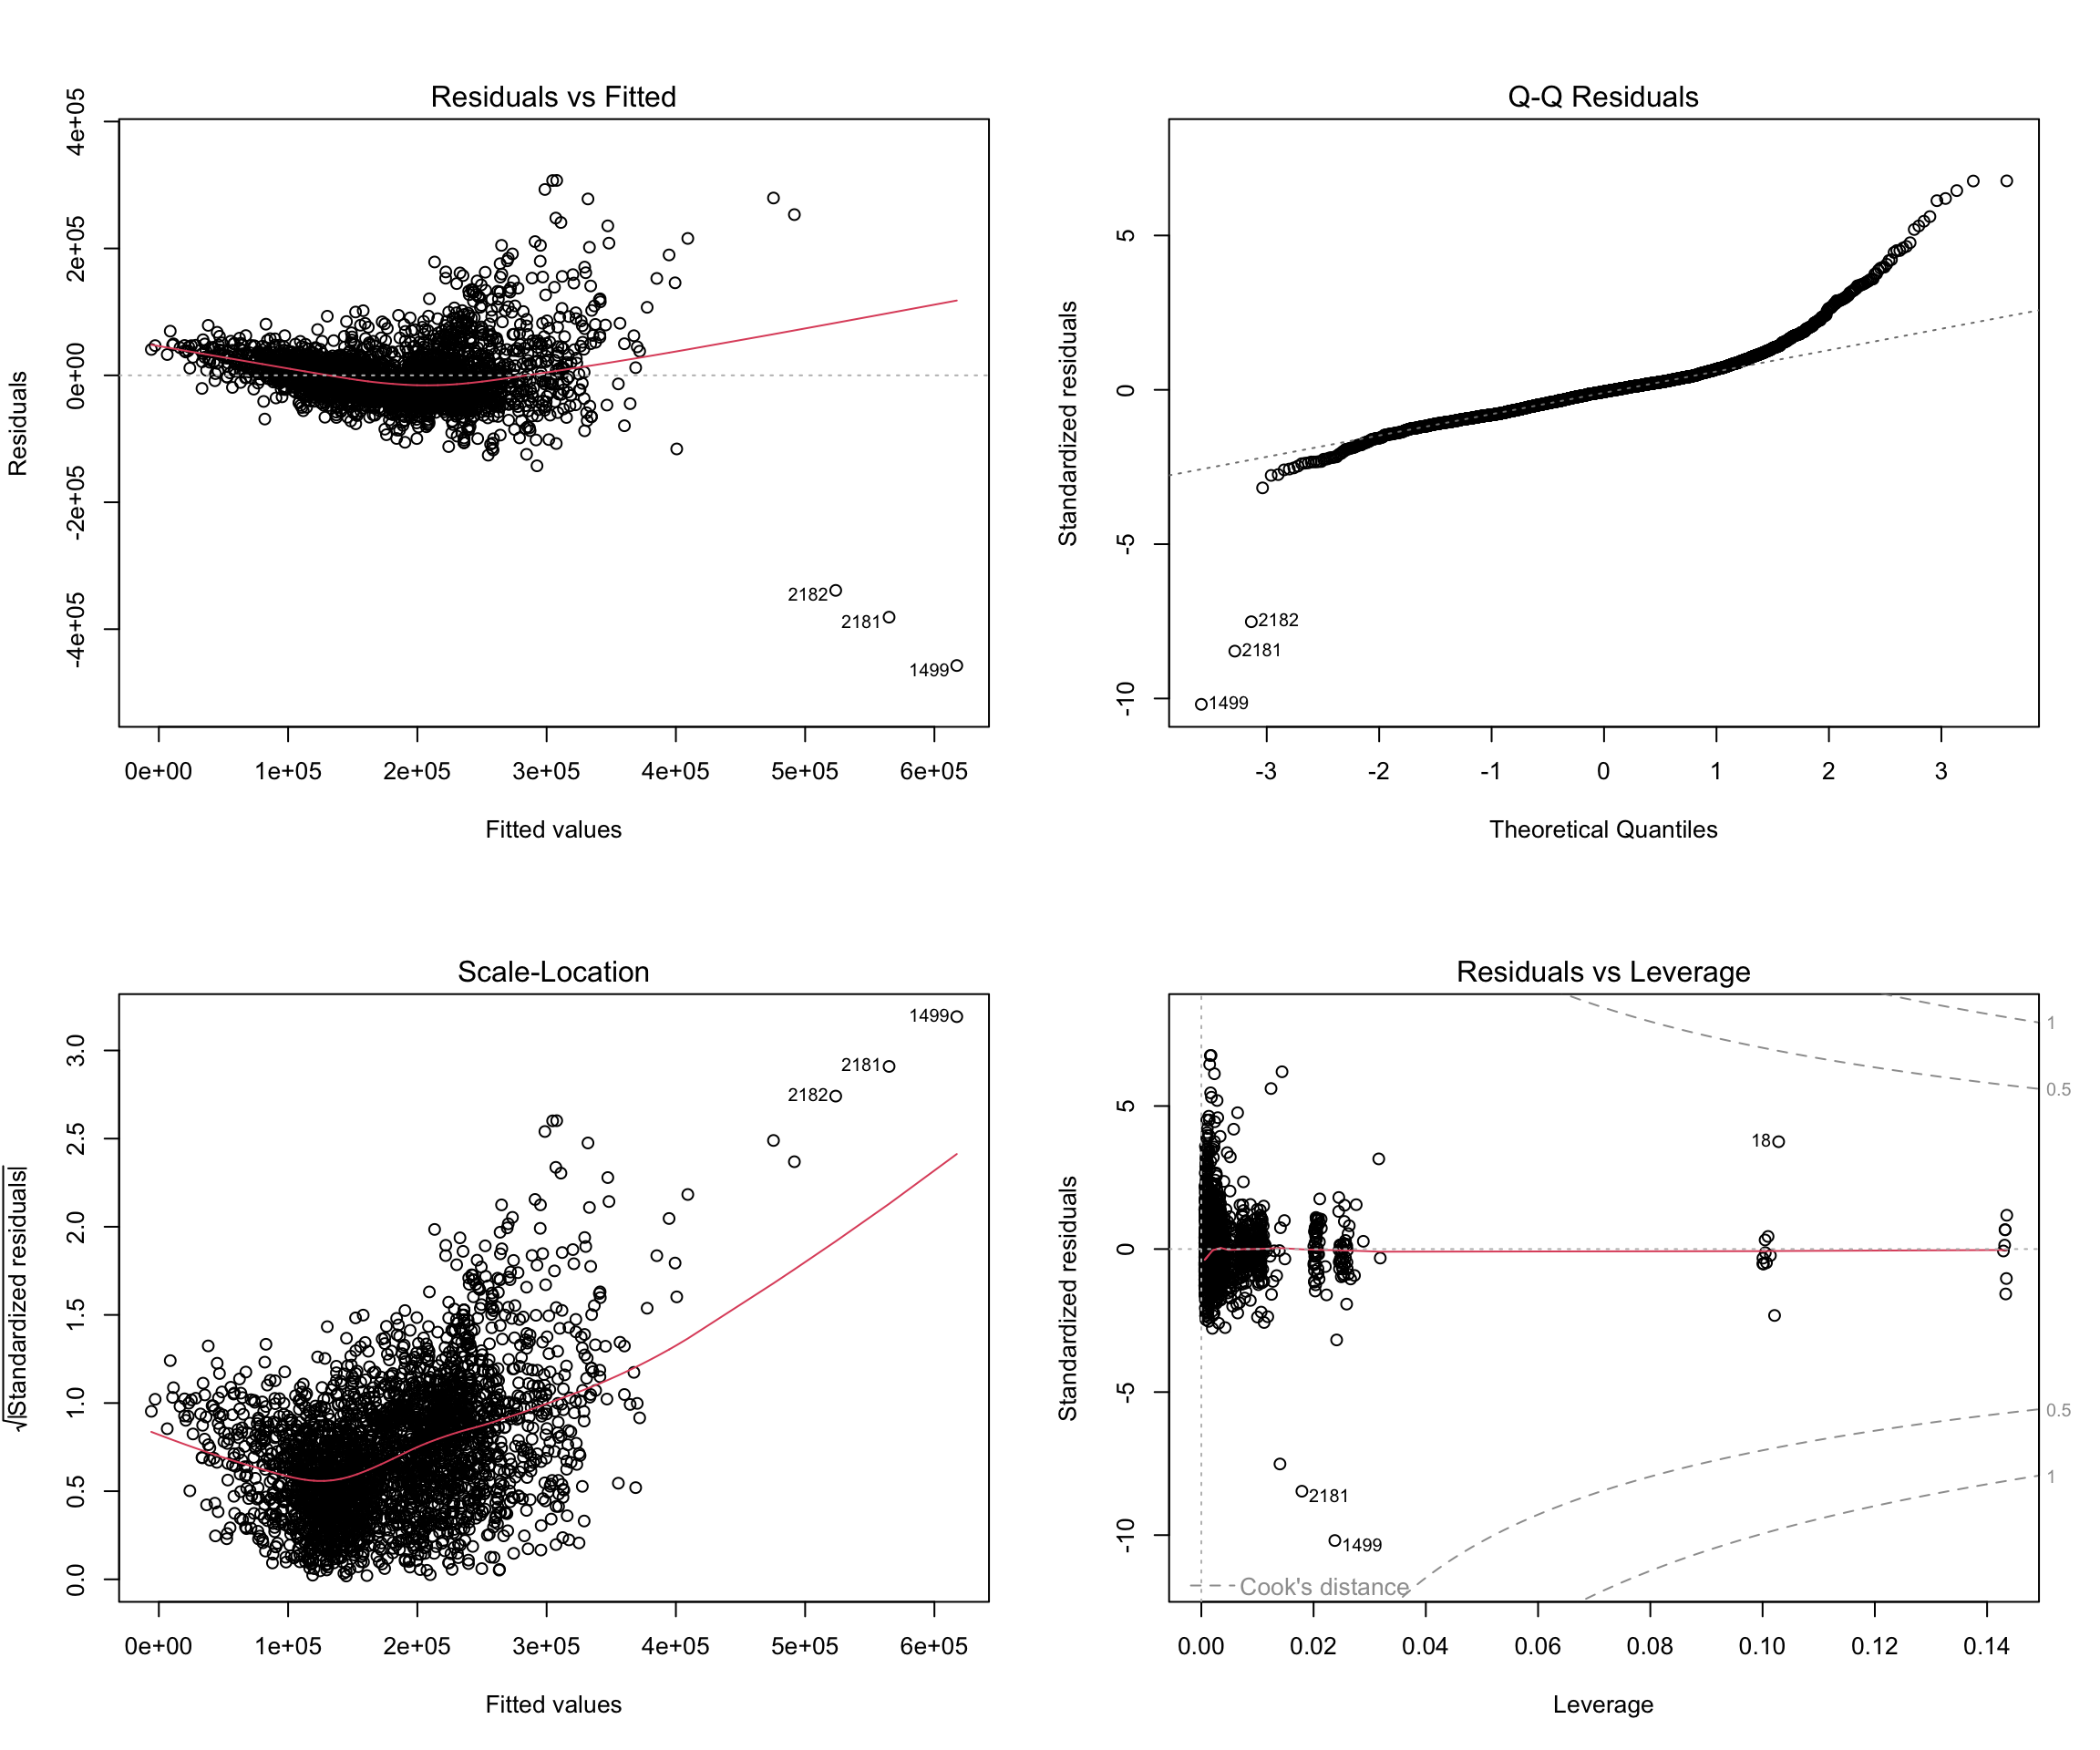 Residuals vs Fitted
Residuals
4e+05
2e+05
0e+00
-2e+05
-4e+05
2182
2181
1499
0e+00 1e+05 2e+05 3e+05 4e+05 5e+05 6e+05
Fitted values
Q-Q Residuals
Standardized residuals
5
0
-5
-10
2182
2181
1499
-3 -2 -1 0 1 2 3
Theoretical Quantiles
Scale-Location
√|Standardized residuals|
3.0
2.5
2.0
1.5
1.0
0.5
0.0
1499
2181
2182
0e+00 1e+05 2e+05 3e+05 4e+05 5e+05 6e+05
Fitted values
Residuals vs Leverage
Standardized residuals
5
0
-5
-10
1
0.5
18
0.5
1
2181
1499
Cook's distance
0.00 0.02 0.04 0.06 0.08 0.10 0.12 0.14
Leverage